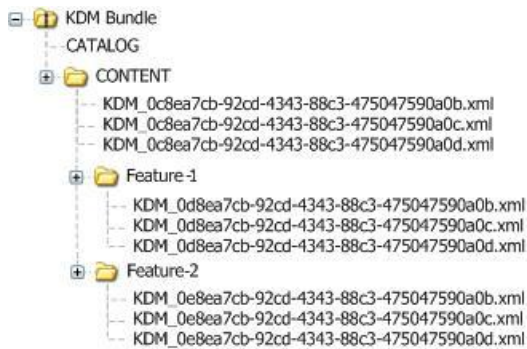 KDM Bundle
CATALOG
CONTENT
KDM_0c8ea7cb-92cd-4343-88c3-475047590a0b.xml
KDM_0c8ea7cb-92cd-4343-88c3-475047590a0c.xml
KDM_0c8ea7cb-92cd-4343-88c3-475047590a0d.xml
Feature-1
KDM_0d8ea7cb-92cd-4343-88c3-475047590a0b.xml
KDM_0d8ea7cb-92cd-4343-88c3-475047590a0c.xml
KDM_0d8ea7cb-92cd-4343-88c3-475047590a0d.xml
Feature-2
KDM_0e8ea7cb-92cd-4343-88c3-475047590a0b.xml
KDM_0e8ea7cb-92cd-4343-88c3-475047590a0c.xml
KDM_0e8ea7cb-92cd-4343-88c3-475047590a0d.xml